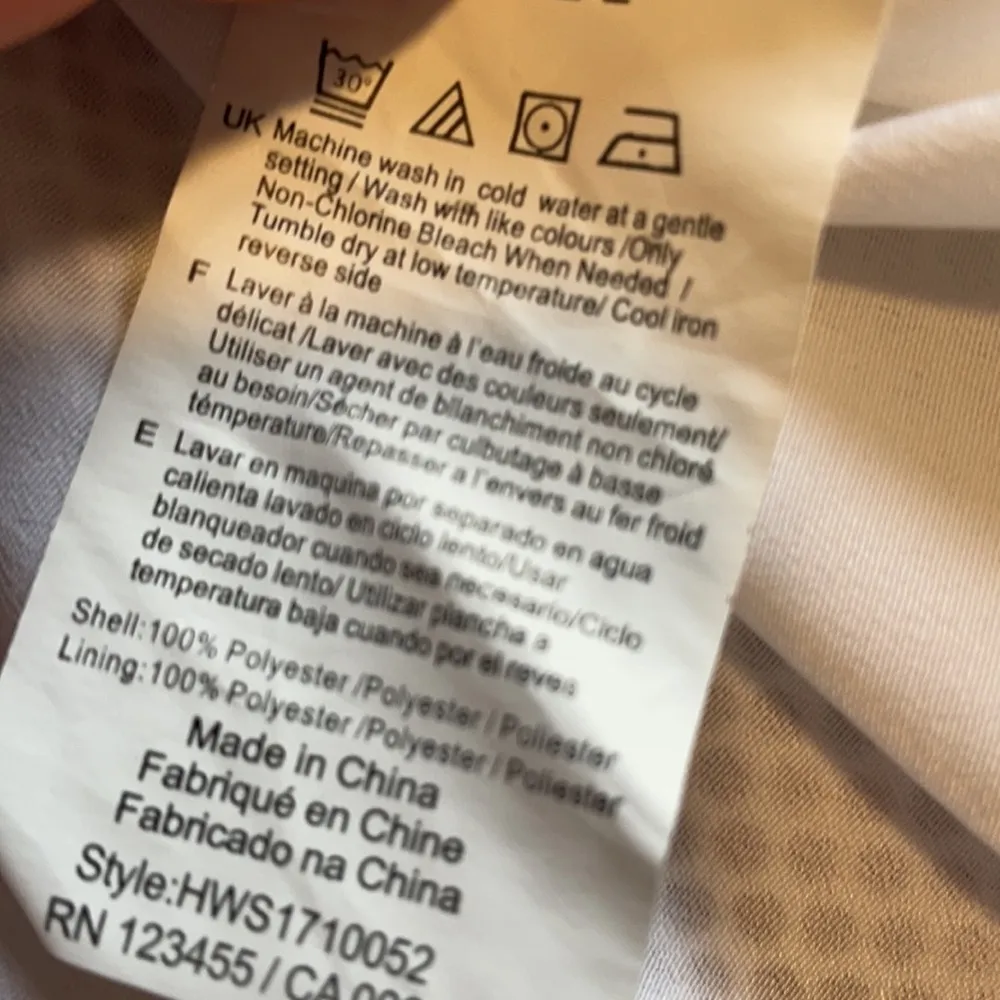 30°
UK Machine wash in cold water at a gentle
setting / Wash with like colours /Only
Non-Chlorine Bleach When Needed /
Tumble dry at low temperature/ Cool iron
reverse side
F Laver à la machine à l'eau froide au cycle
délicat /Laver avec des couleurs seulement/
Utiliser un agent de bilanchiment non chloré
au besoin/Sécher par culbutage à basse
témperature/Repasser a l'envers au fer froid
E Lavar en maquina por separado en agua
calienta lavado en ciclo lento/Usar
blanqueador cuando sea necesario/Ciclo
de secado lento/ Utilizar plancha a
temperatura baja cuando por el reves
Shell:100% Polyester /Polyester / Poliester
Lining:100% Polyester /Polyester / Poliester
Made in China
Fabriqué en Chine
Fabricado na China
Style:HWS1710052
RN 123455 / CA